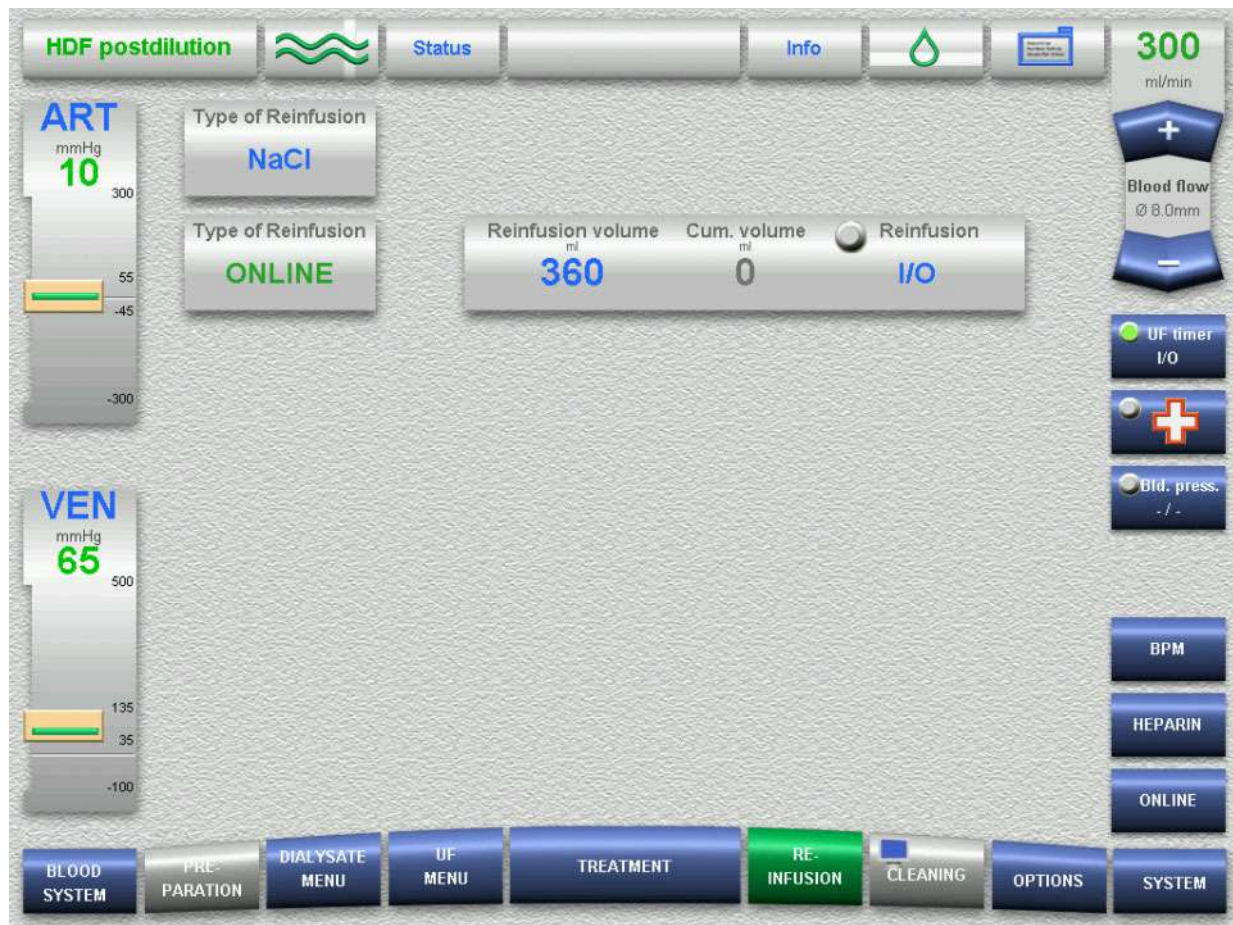 HDF postdilution
Status
Info
300
ml/min
ART
mmHg
10
300
55
-45
-300
Type of Reinfusion
NaCl
Type of Reinfusion
ONLINE
Reinfusion volume
ml
360
Cum. volume
ml
0
Reinfusion
I/O
+
Blood flow
Ø 8.0mm
–
UF timer
I/O
Bld. press.
- / -
VEN
mmHg
65
500
135
35
-100
BPM
HEPARIN
ONLINE
BLOOD
SYSTEM
PRE-
PARATION
DIALYSATE
MENU
UF
MENU
TREATMENT
RE-
INFUSION
CLEANING
OPTIONS
SYSTEM